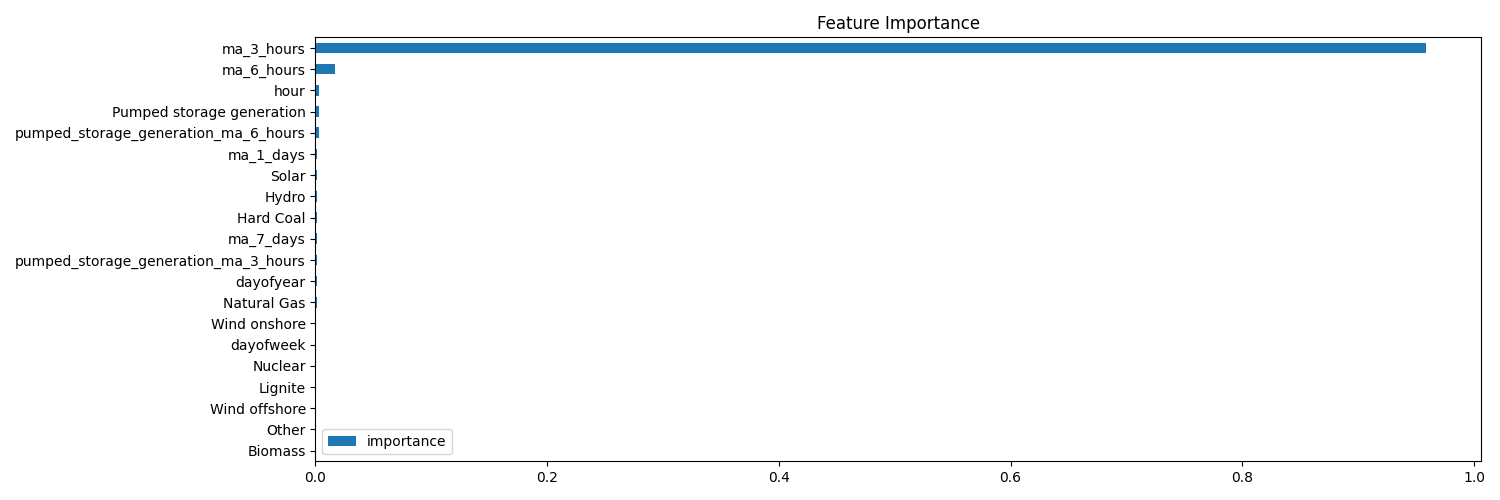 Feature Importance
ma_3_hours
ma_6_hours
hour
Pumped storage generation
pumped_storage_generation_ma_6_hours
ma_1_days
Solar
Hydro
Hard Coal
ma_7_days
pumped_storage_generation_ma_3_hours
dayofyear
Natural Gas
Wind onshore
dayofweek
Nuclear
Lignite
Wind offshore
Other
Biomass
importance
0.0 0.2 0.4 0.6 0.8 1.0